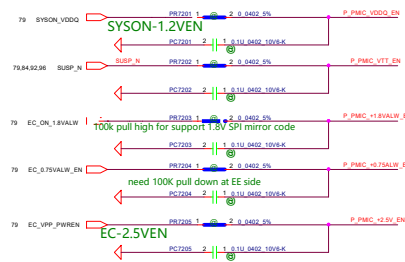 79 SYSON_VDDQ PR7201 1 2 0_0402_5% P_PMIC_VDDQ_EN
SYSON-1.2VEN
PC7201 2 1 0.1U_0402_10V6-K
@
79,84,92,96 SUSP_N SUSP_N PR7202 1 2 0_0402_5% P_PMIC_VTT_EN
@
PC7202 2 1 0.1U_0402_10V6-K
@
79 EC_ON_1.8VALW PR7203 1 2 0_0402_5% P_PMIC_+1.8VALW_E
100k pull high for support 1.8V SPI mirror code
PC7203 2 1 0.1U_0402_10V6-K
@
79 EC_0.75VALW_EN PR7204 1 2 0_0402_5% P_PMIC_+0.75ALW_E
need 100K pull down at EE side
PC7204 2 1 0.1U_0402_10V6-K
@
79 EC_VPP_PWREN PR7205 1 2 0_0402_5% P_PMIC_+2.5V_EN
@
EC-2.5VEN
PC7205 2 1 0.1U_0402_10V6-K
@